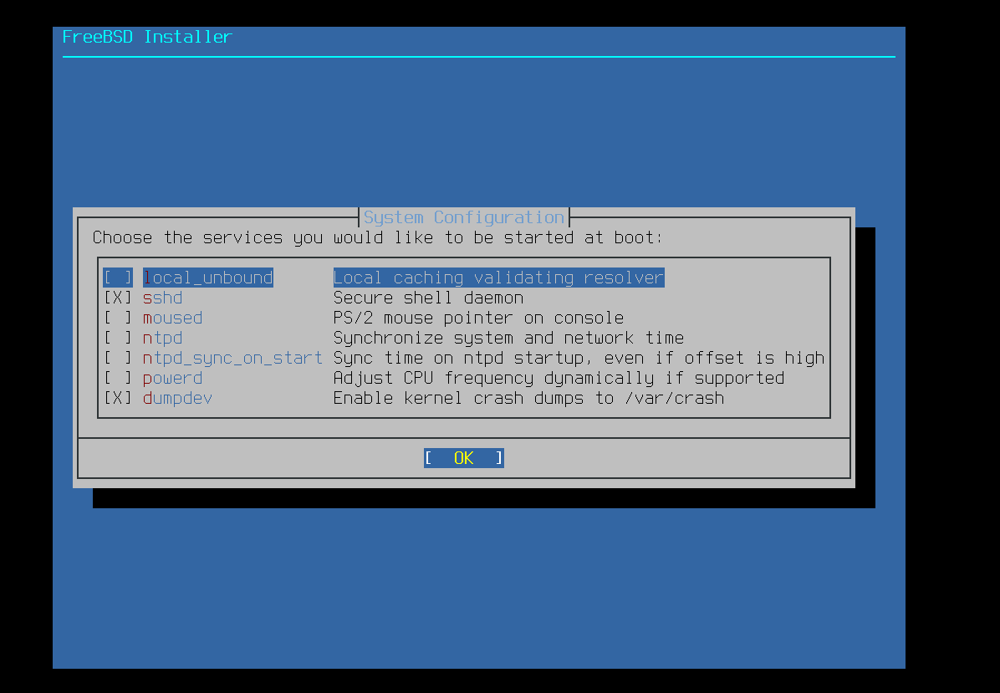 FreeBSD Installer
System Configuration
Choose the services you would like to be started at boot:
[ ] local_unbound Local caching validating resolver
[X] sshd Secure shell daemon
[ ] moused PS/2 mouse pointer on console
[ ] ntpd Synchronize system and network time
[ ] ntpd_sync_on_start Sync time on ntpd startup, even if offset is high
[ ] powerd Adjust CPU frequency dynamically if supported
[X] dumpdev Enable kernel crash dumps to /var/crash
[ OK ]